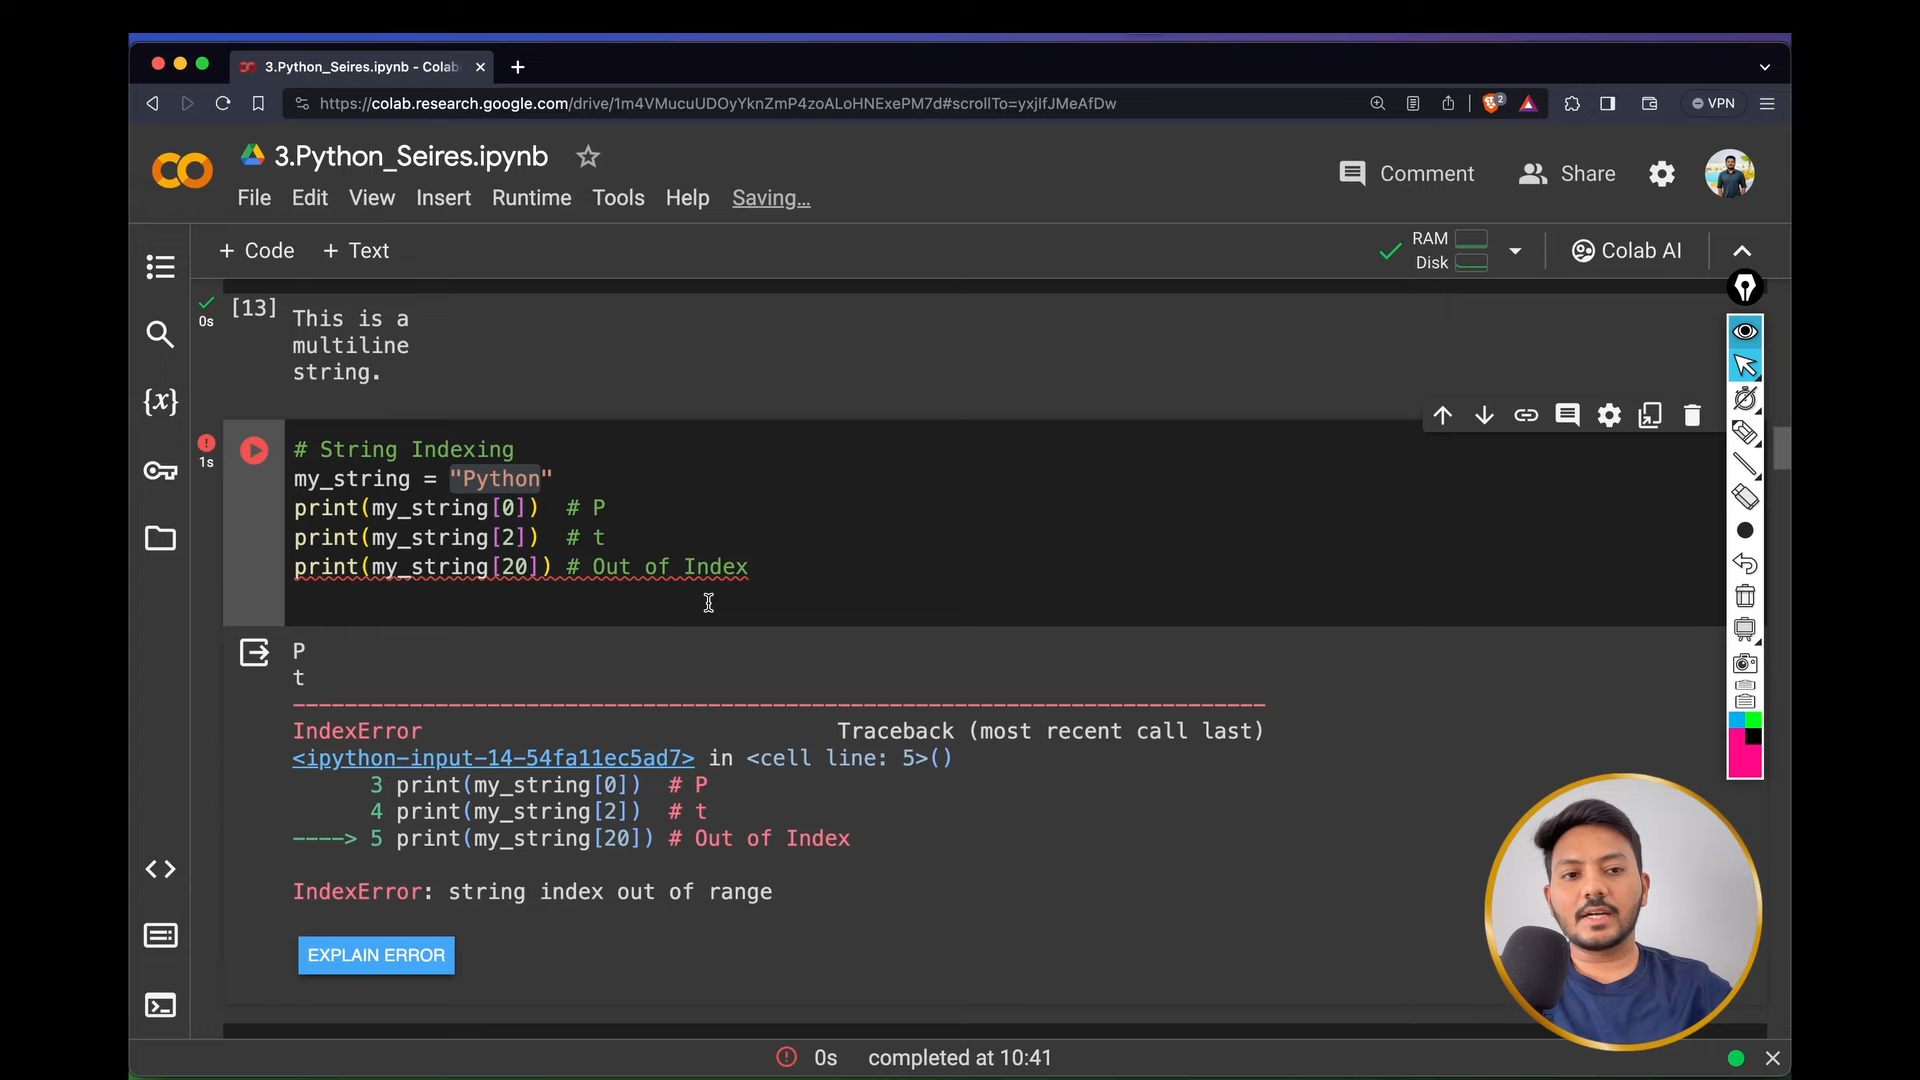 3.Python_Seires.ipynb - Colab
https://colab.research.google.com/drive/1m4VMucuUDOyYknZmP4zoALoHNExePM7d#scrollTo=yxjIfJMeAfDw
2
VPN
3.Python_Seires.ipynb
Comment
Share
File Edit View Insert Runtime Tools Help Saving...
+ Code + Text
RAM
Disk
Colab AI
0s
[13]
This is a
multiline
string.
1s
# String Indexing
my_string = "Python"
print(my_string[0])  # P
print(my_string[2])  # t
print(my_string[20]) # Out of Index
P
t
---------------------------------------------------------------------------
IndexError                                Traceback (most recent call last)
<ipython-input-14-54fa11ec5ad7> in <cell line: 5>()
      3 print(my_string[0])  # P
      4 print(my_string[2])  # t
----> 5 print(my_string[20]) # Out of Index
IndexError: string index out of range
EXPLAIN ERROR
0s completed at 10:41